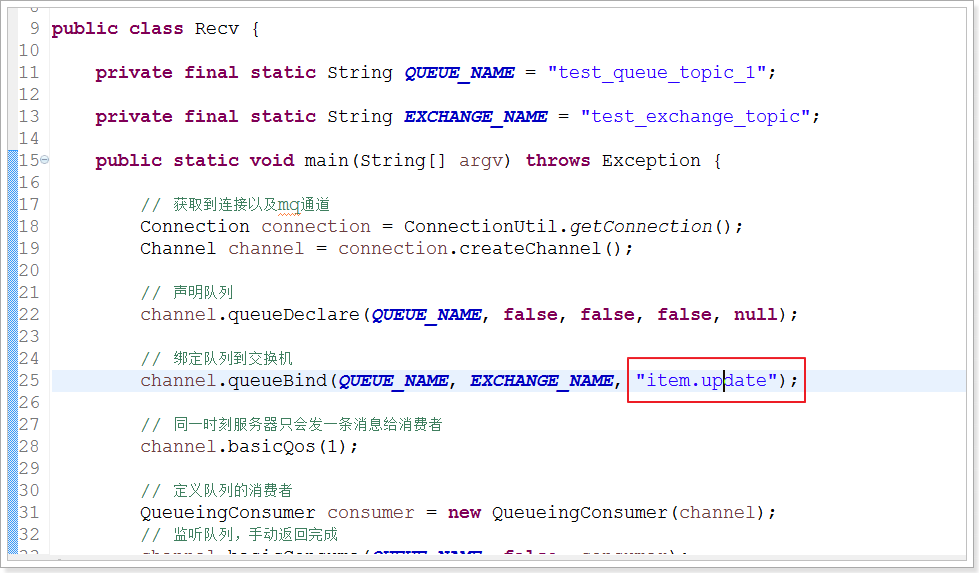 9 public class Recv {
10
11 private final static String QUEUE_NAME = "test_queue_topic_1";
12
13 private final static String EXCHANGE_NAME = "test_exchange_topic";
14
15 public static void main(String[] argv) throws Exception {
16
17 // 获取到连接以及mq通道
18 Connection connection = ConnectionUtil.getConnection();
19 Channel channel = connection.createChannel();
20
21 // 声明队列
22 channel.queueDeclare(QUEUE_NAME, false, false, false, null);
23
24 // 绑定队列到交换机
25 channel.queueBind(QUEUE_NAME, EXCHANGE_NAME, "item.update");
26
27 // 同一时刻服务器只会发一条消息给消费者
28 channel.basicQos(1);
29
30 // 定义队列的消费者
31 QueueingConsumer consumer = new QueueingConsumer(channel);
32 // 监听队列，手动返回完成
33 channel.basicConsume(QUEUE_NAME, false, consumer);